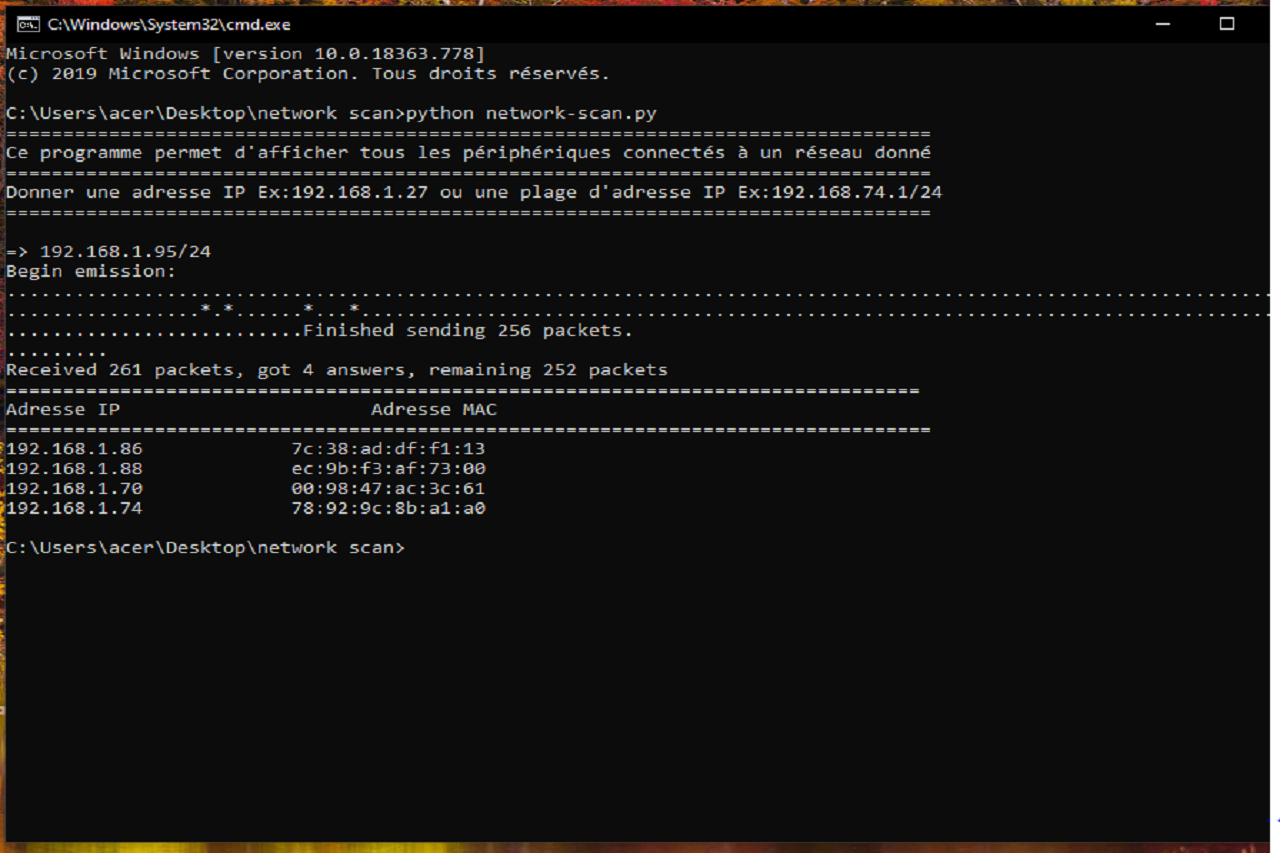 C:\Windows\System32\cmd.exe
Microsoft Windows [version 10.0.18363.778]
(c) 2019 Microsoft Corporation. Tous droits réservés.
C:\Users\acer\Desktop\network scan>python network-scan.py
=================================================================================
Ce programme permet d'afficher tous les périphériques connectés à un réseau donné
=================================================================================
Donner une adresse IP Ex:192.168.1.27 ou une plage d'adresse IP Ex:192.168.74.1/24
=================================================================================
=> 192.168.1.95/24
Begin emission:
...............................................................................................................
.................*.*......*...*................................................................................
..........................Finished sending 256 packets.
.........
Received 261 packets, got 4 answers, remaining 252 packets
================================================================================
Adresse IP                      Adresse MAC
=================================================================================
192.168.1.86             7c:38:ad:df:f1:13
192.168.1.88             ec:9b:f3:af:73:00
192.168.1.70             00:98:47:ac:3c:61
192.168.1.74             78:92:9c:8b:a1:a0
C:\Users\acer\Desktop\network scan>